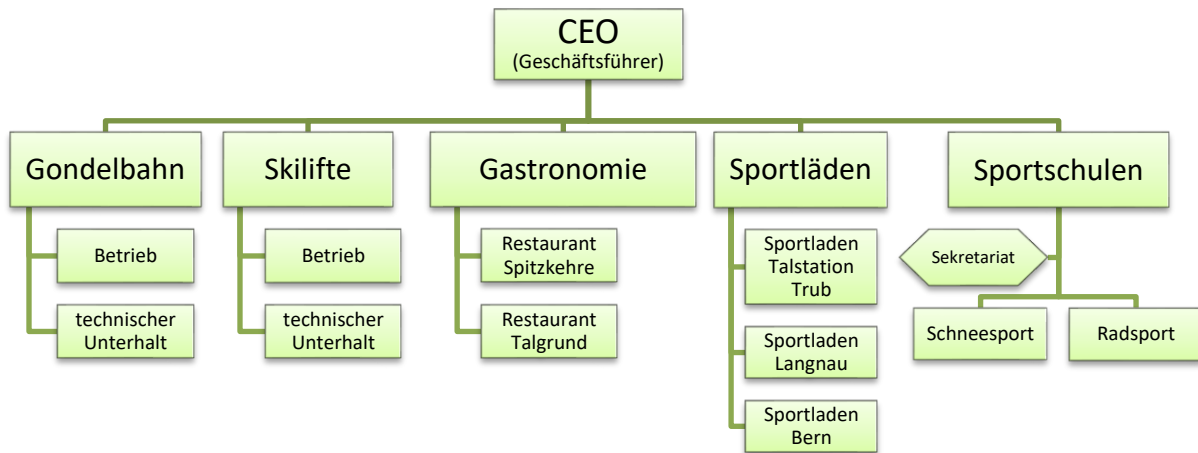 CEO
(Geschäftsführer)
Gondelbahn
Skilifte
Gastronomie
Sportläden
Sportschulen
Betrieb
technischer
Unterhalt
Betrieb
technischer
Unterhalt
Restaurant
Spitzkehre
Restaurant
Talgrund
Sportladen
Talstation
Trub
Sportladen
Langnau
Sportladen
Bern
Sekretariat
Schneesport
Radsport